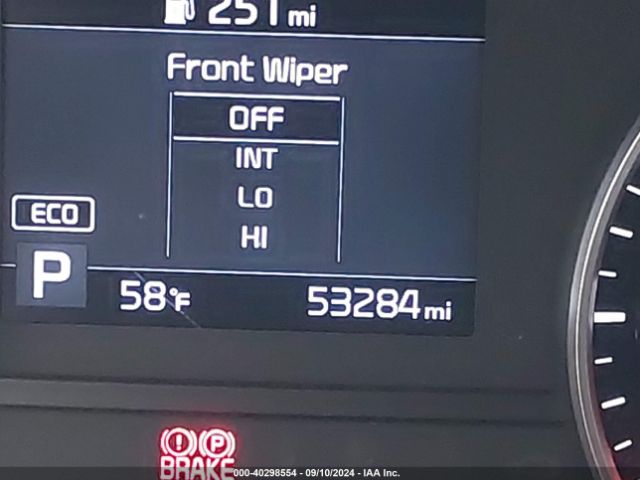 251 mi
Front Wiper
OFF
INT
LO
HI
ECO
P
58°F 53284 mi
(!) (P)
BRAKE
000-40298554 - 09/10/2024 - IAA Inc.